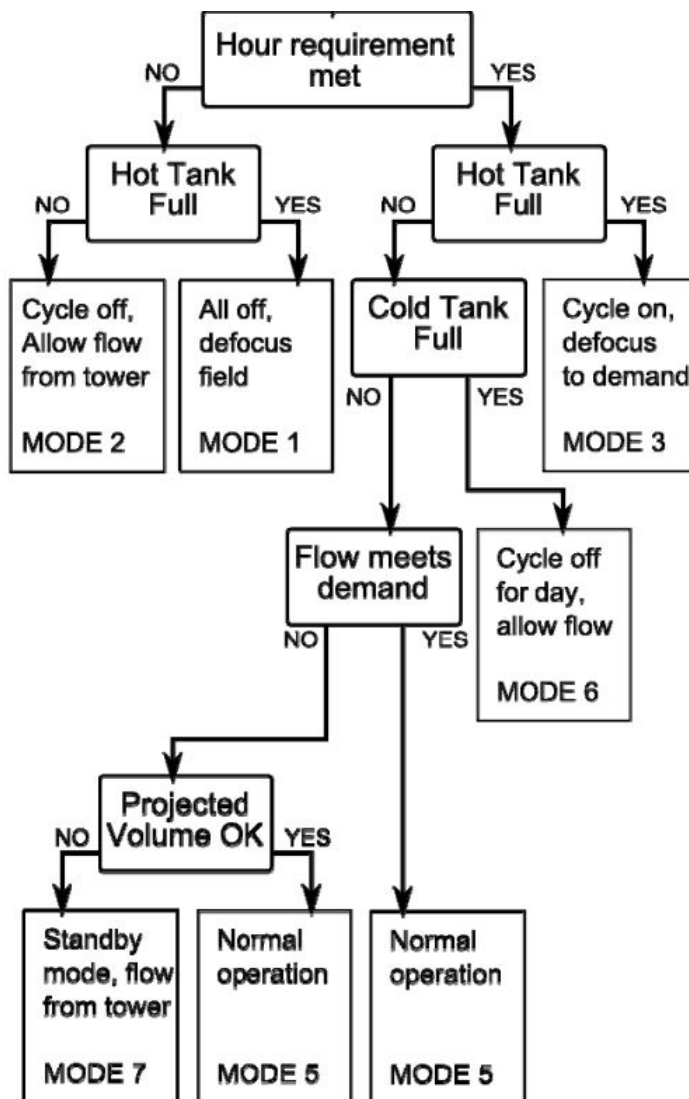 Hour requirement
met
NO
YES
Hot Tank
Full
Hot Tank
Full
NO
YES
NO
YES
Cycle off,
Allow flow
from tower
MODE 2
All off,
defocus
field
MODE 1
Cold Tank
Full
Cycle on,
defocus
to demand
MODE 3
NO
YES
Flow meets
demand
Cycle off
for day,
allow flow
MODE 6
NO
YES
Projected
Volume OK
NO
YES
Standby
mode, flow
from tower
MODE 7
Normal
operation
MODE 5
Normal
operation
MODE 5